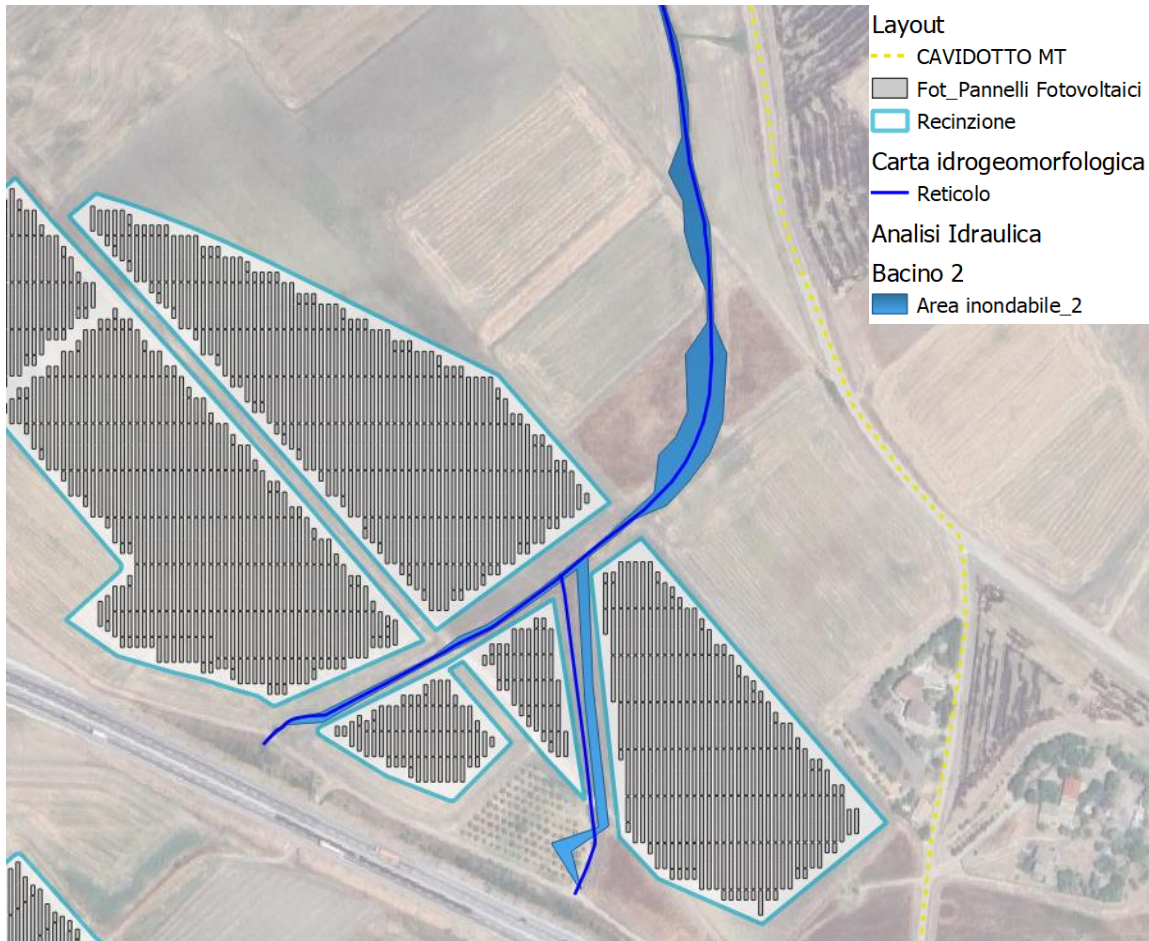 Layout
CAVIDOTTO MT
Fot_Pannelli Fotovoltaici
Recinzione
Carta idrogeomorfologica
Reticolo
Analisi Idraulica
Bacino 2
Area inondabile_2